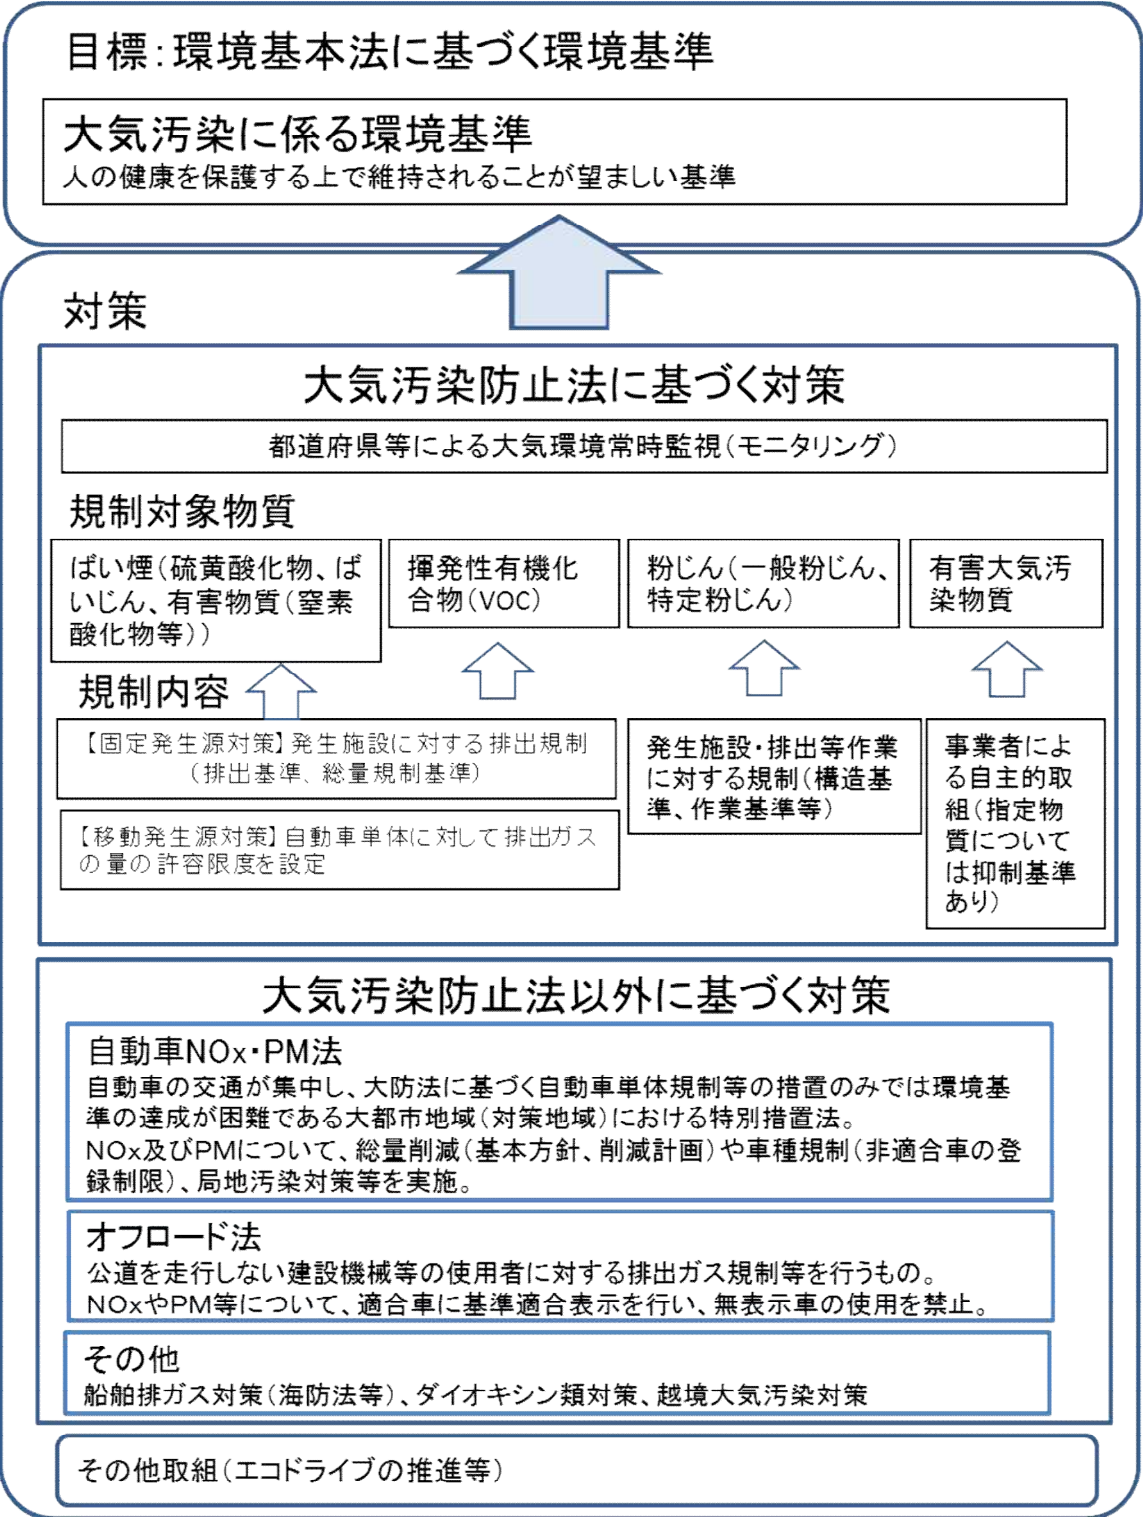 目標：環境基本法に基づく環境基準
大気汚染に係る環境基準
人の健康を保護する上で維持されることが望ましい基準
対策
大気汚染防止法に基づく対策
都道府県等による大気環境常時監視（モニタリング）
規制対象物質
ばい煙（硫黄酸化物、ば
いじん、有害物質（窒素
酸化物等））
揮発性有機化
合物（VOC）
粉じん（一般粉じん、
特定粉じん）
有害大気汚
染物質
規制内容
【固定発生源対策】発生施設に対する排出規制
（排出基準、総量規制基準）
【移動発生源対策】自動車単体に対して排出ガス
の量の許容限度を設定
発生施設・排出等作業
に対する規制（構造基
準、作業基準等）
事業者によ
る自主的取
組（指定物
質について
は抑制基準
あり）
大気汚染防止法以外に基づく対策
自動車NOx・PM法
自動車の交通が集中し、大防法に基づく自動車単体規制等の措置のみでは環境基
準の達成が困難である大都市地域（対策地域）における特別措置法。
NOx及びPMについて、総量削減（基本方針、削減計画）や車種規制（非適合車の登
録制限）、局地汚染対策等を実施。
オフロード法
公道を走行しない建設機械等の使用者に対する排出ガス規制等を行うもの。
NOxやPM等について、適合車に基準適合表示を行い、無表示車の使用を禁止。
その他
船舶排ガス対策（海防法等）、ダイオキシン類対策、越境大気汚染対策
その他取組（エコドライブの推進等）